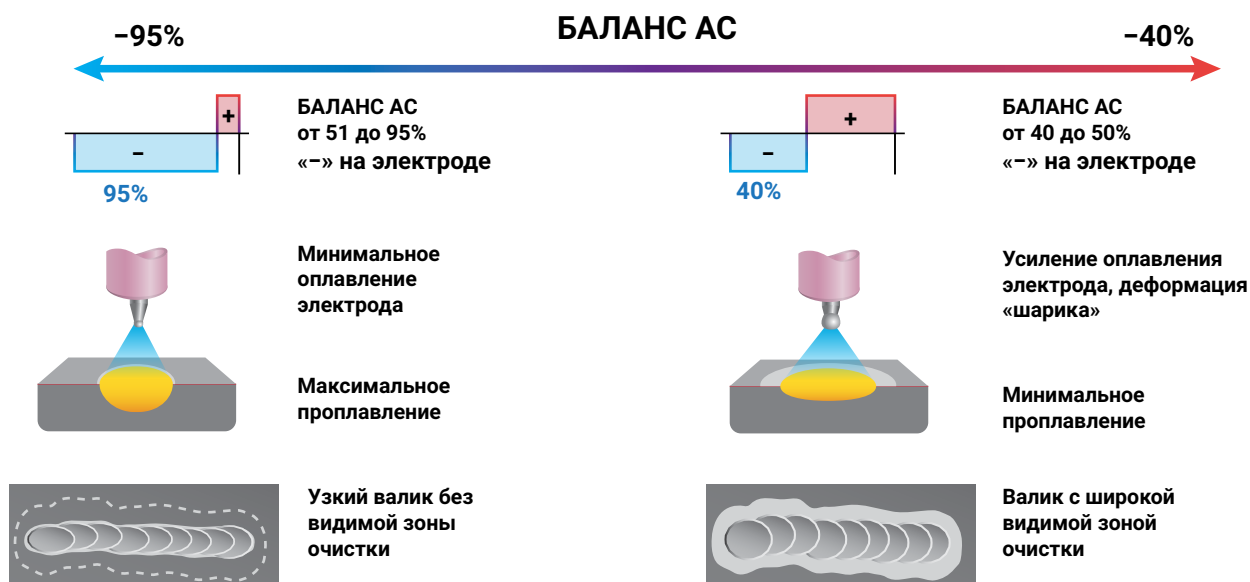 БАЛАНС АС
−95%
−40%
+
−
95%
БАЛАНС АС
от 51 до 95%
«−» на электроде
+
−
40%
БАЛАНС АС
от 40 до 50%
«−» на электроде
Минимальное
оплавление
электрода
Усиление оплавления
электрода, деформация
«шарика»
Максимальное
проплавление
Минимальное
проплавление
Узкий валик без
видимой зоны
очистки
Валик с широкой
видимой зоной
очистки